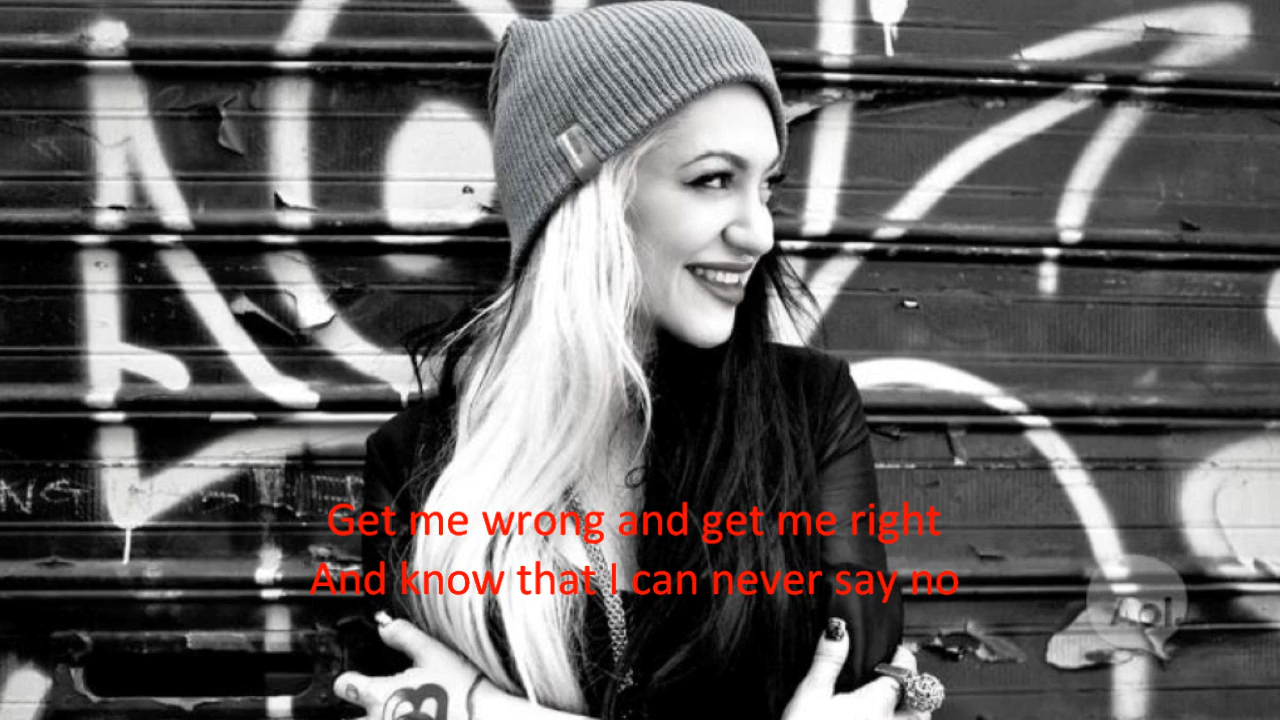 Get me wrong and get me right
And know that I can never say no